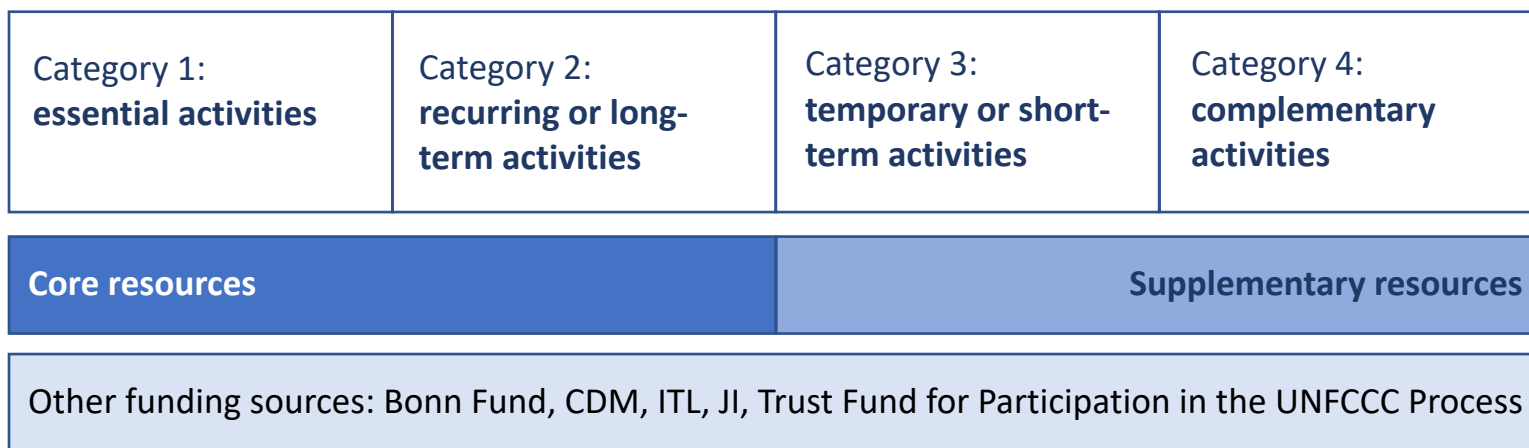 Category 1:
essential activities
Category 2:
recurring or long-
term activities
Category 3:
temporary or short-
term activities
Category 4:
complementary
activities
Core resources
Supplementary resources
Other funding sources: Bonn Fund, CDM, ITL, JI, Trust Fund for Participation in the UNFCCC Process